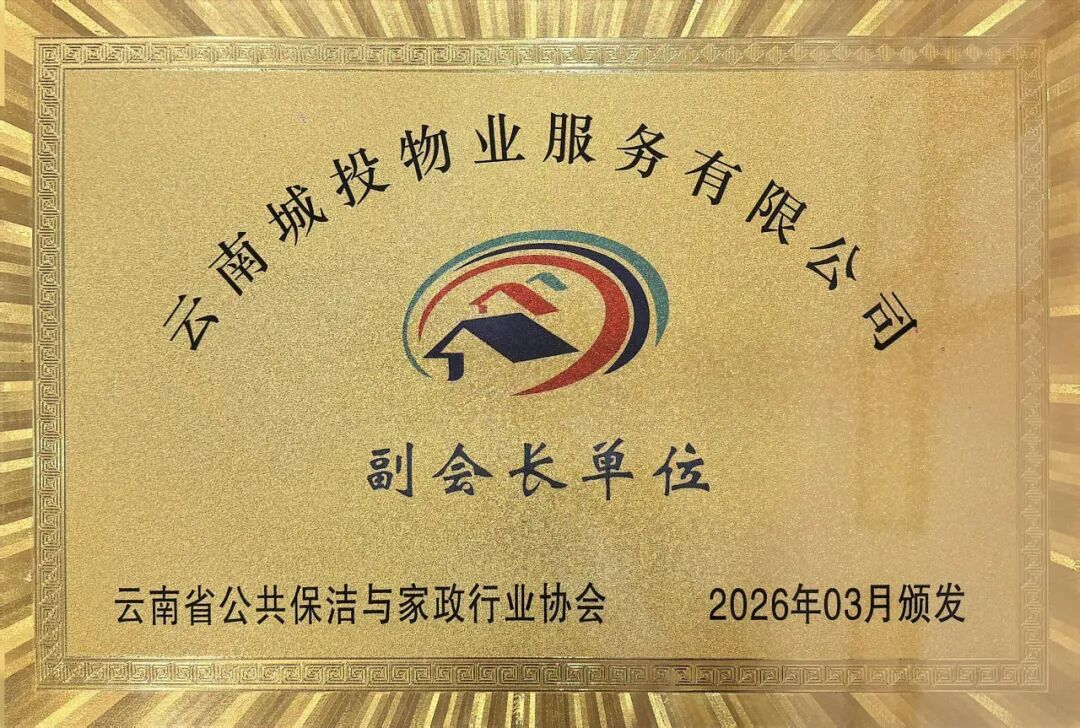 云南城投物业服务有限公司
副会长单位
云南省公共保洁与家政行业协会 2026年03月颁发